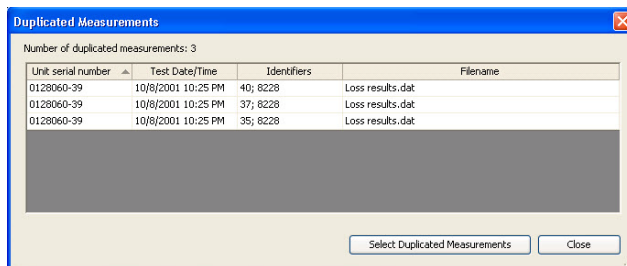 Duplicated Measurements
Number of duplicated measurements: 3
Unit serial number Test Date/Time Identifiers Filename
0128060-39 10/8/2001 10:25 PM 40; 8228 Loss results.dat
0128060-39 10/8/2001 10:25 PM 37; 8228 Loss results.dat
0128060-39 10/8/2001 10:25 PM 35; 8228 Loss results.dat
Select Duplicated Measurements Close